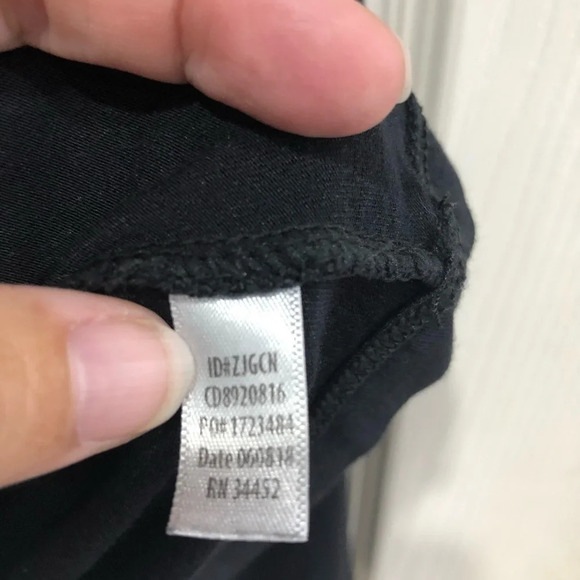 ID#ZJGCN
CD8920816
PO# 1723484
Date 060818
RN 34452